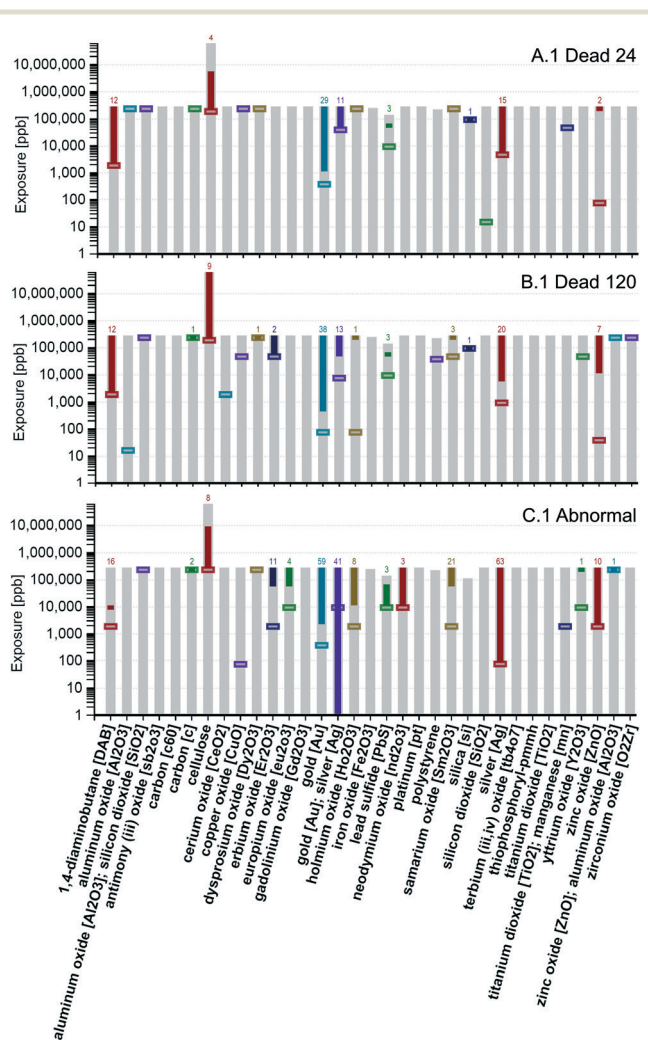 A.1 Dead 24
Exposure [ppb]
10,000,000
1,000,000
100,000
10,000
1,000
100
10
1
12
4
29
11
3
1
15
2
B.1 Dead 120
Exposure [ppb]
10,000,000
1,000,000
100,000
10,000
1,000
100
10
1
12
1
9
1
2
38
13
1
3
3
1
20
7
C.1 Abnormal
Exposure [ppb]
10,000,000
1,000,000
100,000
10,000
1,000
100
10
1
16
2
8
11
4
59
41
8
3
3
21
63
1
10
1
1,4-diaminobutane [DAB]
aluminum oxide [Al2O3]
aluminum oxide [Al2O3]; silicon dioxide [SiO2]
antimony (iii) oxide [sb2o3]
carbon [c60]
carbon [c]
cellulose
cerium oxide [CeO2]
copper oxide [CuO]
dysprosium oxide [Dy2O3]
erbium oxide [Er2O3]
europium oxide [eu2o3]
gadolinium oxide [Gd2O3]
gold [Au]
gold [Au]; silver [Ag]
holmium oxide [Ho2O3]
iron oxide [Fe2O3]
lead sulfide [PbS]
neodymium oxide [nd2o3]
platinum [pt]
polystyrene
samarium oxide [Sm2O3]
silica [si]
silicon dioxide [SiO2]
silver [Ag]
terbium (iii,iv) oxide [tb4o7]
thiophosphoryl-pmmh
titanium dioxide [TiO2]
titanium dioxide [TiO2]; manganese [mn]
yttrium oxide [Y2O3]
zinc oxide [ZnO]
zinc oxide [ZnO]; aluminum oxide [Al2O3]
zirconium oxide [O2Zr]